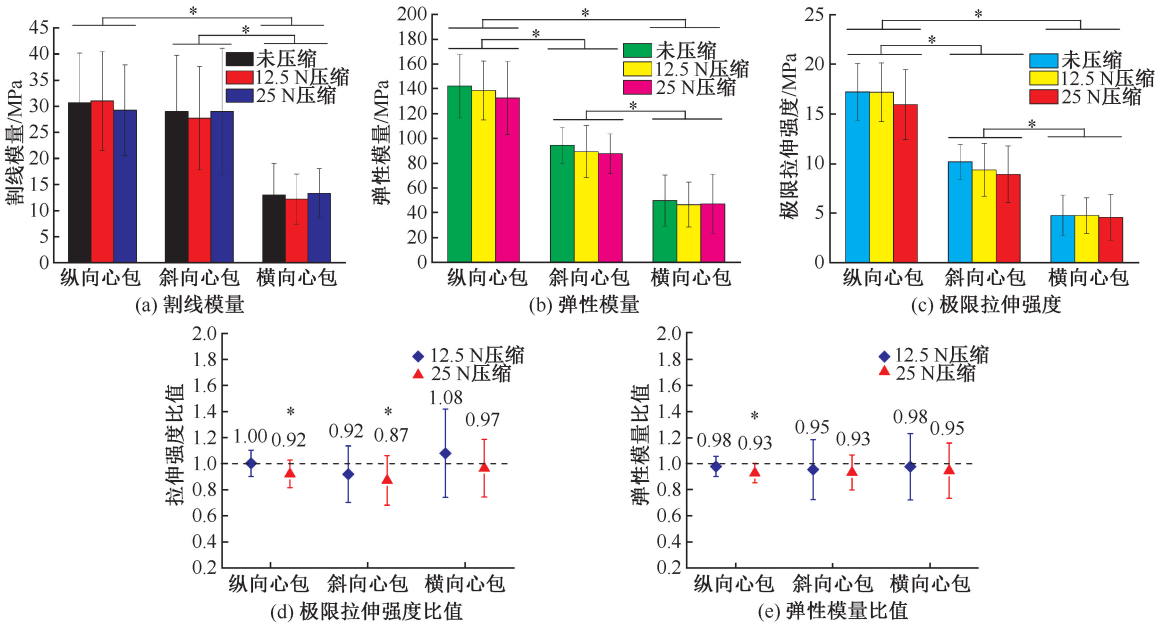 *
*
45
40
35
30
25
20
15
10
5
0
割线模量/MPa
未压缩
12.5 N压缩
25 N压缩
纵向心包 斜向心包 横向心包
(a) 割线模量
*
*
*
200
180
160
140
120
100
80
60
40
20
0
弹性模量/MPa
未压缩
12.5 N压缩
25 N压缩
纵向心包 斜向心包 横向心包
(b) 弹性模量
*
*
*
25
20
15
10
5
0
极限拉伸强度/MPa
未压缩
12.5 N压缩
25 N压缩
纵向心包 斜向心包 横向心包
(c) 极限拉伸强度
2.0
1.8
1.6
1.4
1.2
1.0
0.8
0.6
0.4
0.2
拉伸强度比值
12.5 N压缩
25 N压缩
1.00
*
0.92
0.92
*
0.87
1.08
0.97
纵向心包 斜向心包 横向心包
(d) 极限拉伸强度比值
2.0
1.8
1.6
1.4
1.2
1.0
0.8
0.6
0.4
0.2
弹性模量比值
12.5 N压缩
25 N压缩
0.98
*
0.93
0.95
0.93
0.98
0.95
纵向心包 斜向心包 横向心包
(e) 弹性模量比值